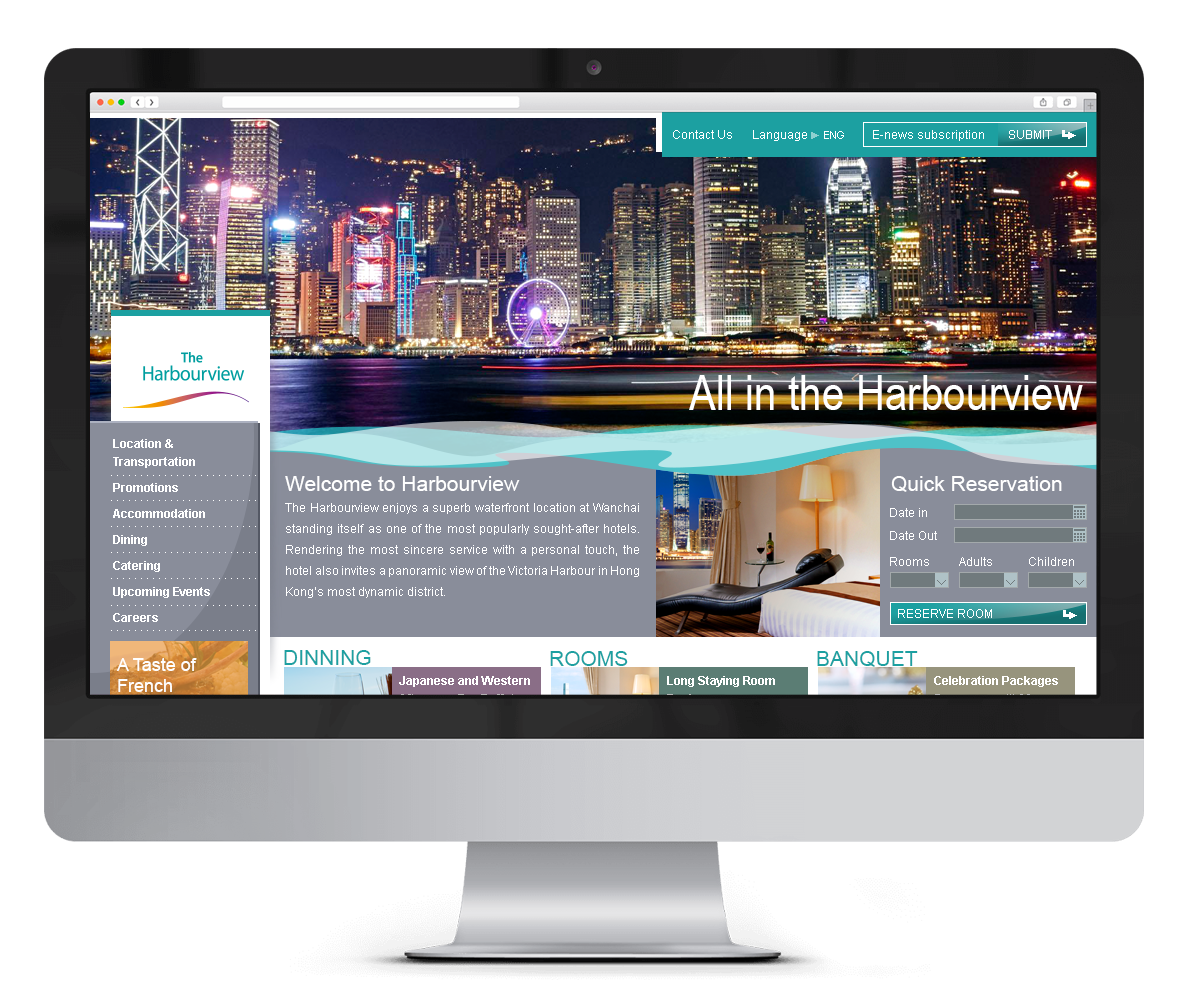 Contact Us
Language ENG
E-news subscription
SUBMIT
The
Harbourview
All in the Harbourview
Location &
Transportation
Promotions
Accommodation
Dining
Catering
Upcoming Events
Careers
A Taste of
French
Welcome to Harbourview
The Harbourview enjoys a superb waterfront location at Wanchai
standing itself as one of the most popularly sought-after hotels.
Rendering the most sincere service with a personal touch, the
hotel also invites a panoramic view of the Victoria Harbour in Hong
Kong's most dynamic district.
Quick Reservation
Date in
Date Out
Rooms
Adults
Children
RESERVE ROOM
DINNING
Japanese and Western
ROOMS
Long Staying Room
BANQUET
Celebration Packages